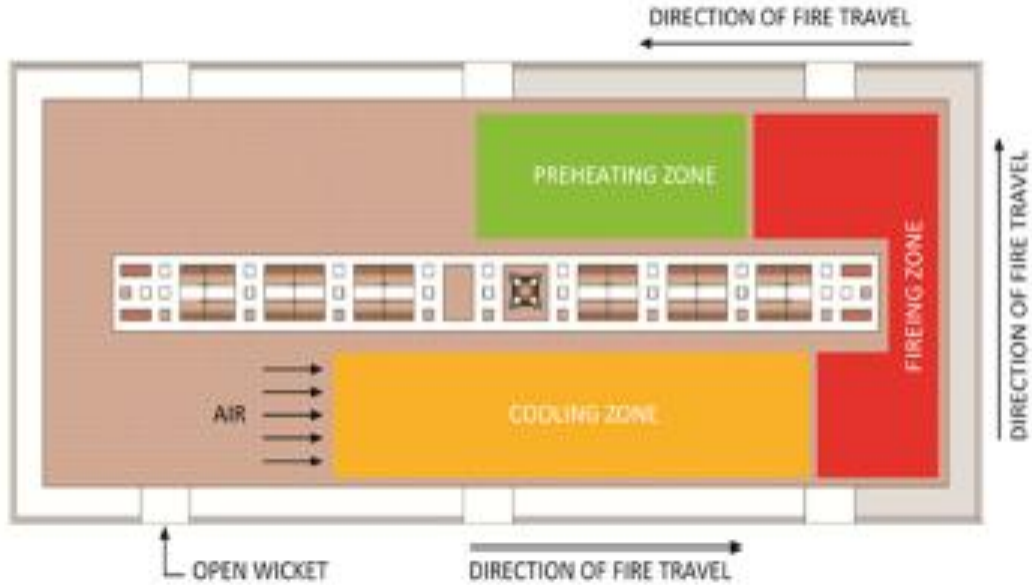 DIRECTION OF FIRE TRAVEL
PREHEATING ZONE
FIREING ZONE
DIRECTION OF FIRE TRAVEL
AIR
COOLING ZONE
OPEN WICKET
DIRECTION OF FIRE TRAVEL